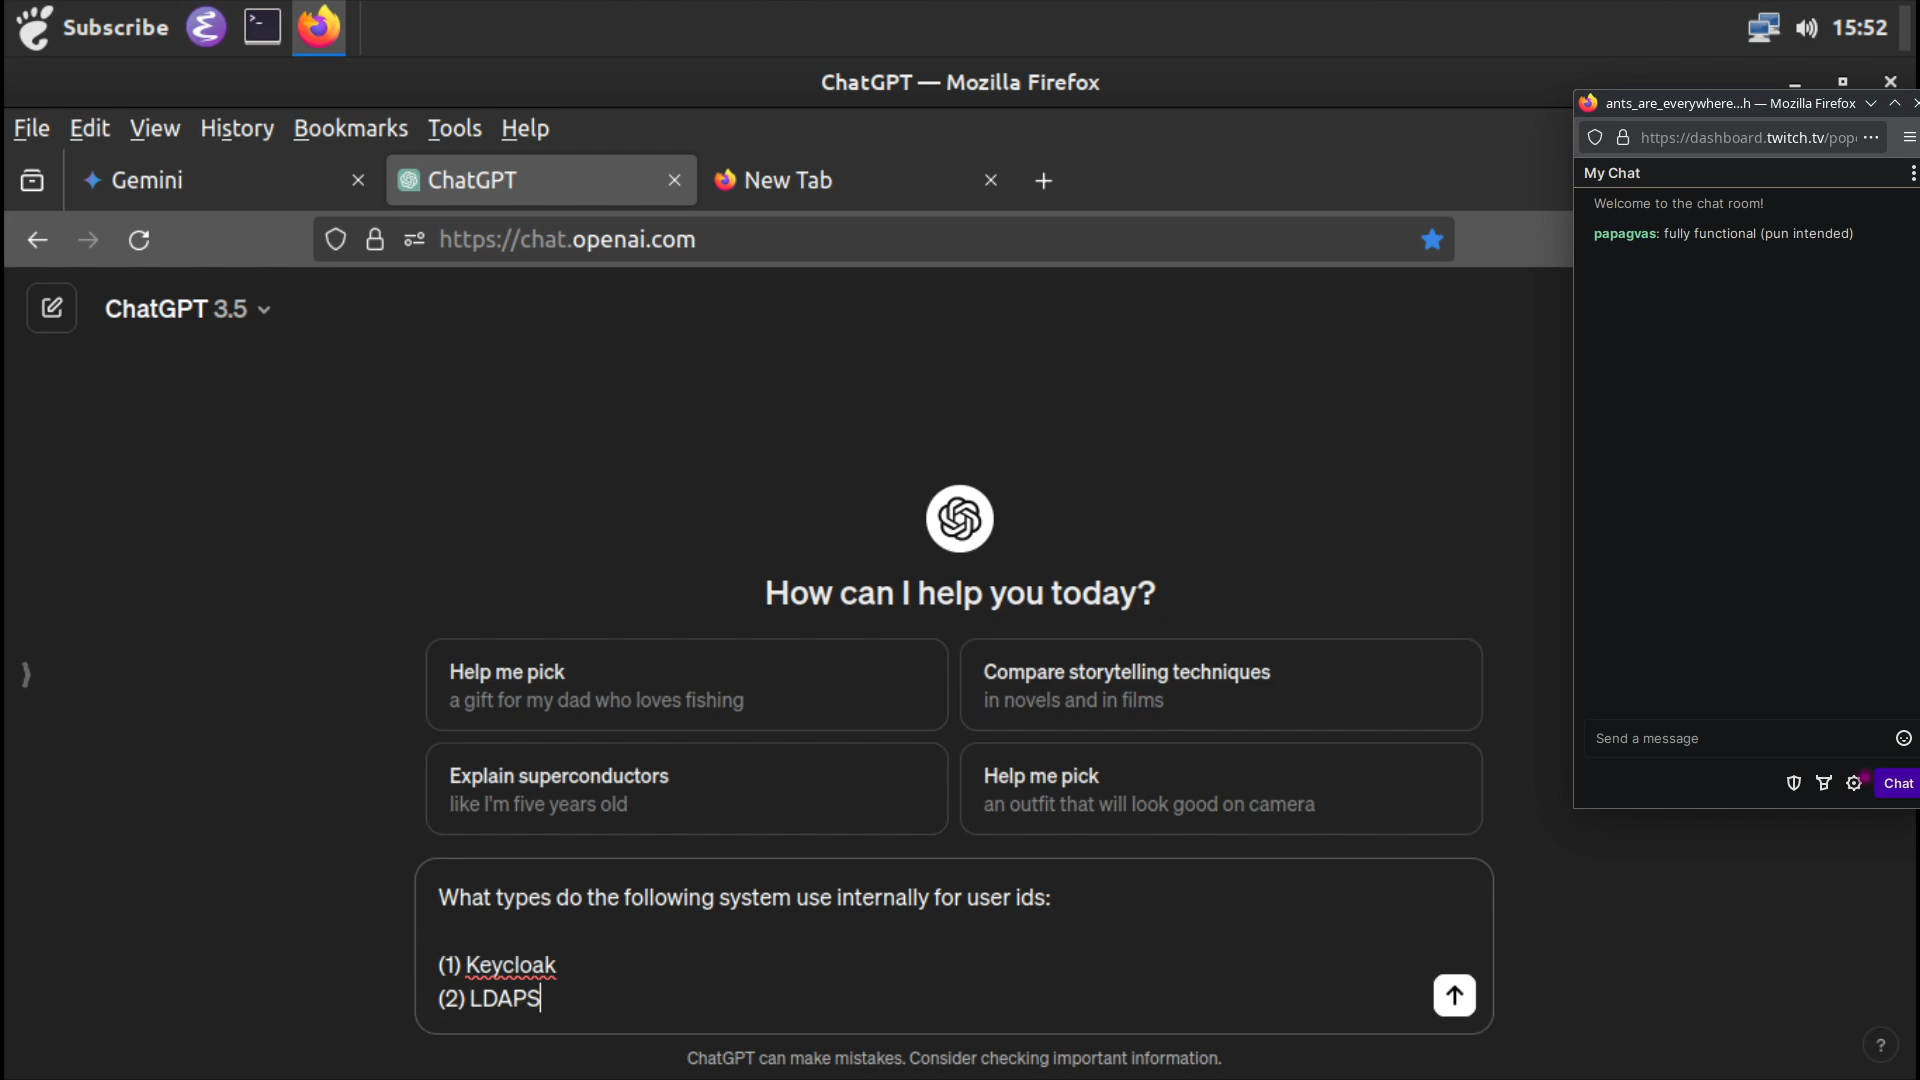 Subscribe
15:52
ChatGPT — Mozilla Firefox
File Edit View History Bookmarks Tools Help
Gemini
ChatGPT
New Tab
https://chat.openai.com
ChatGPT 3.5
How can I help you today?
Help me pick
a gift for my dad who loves fishing
Compare storytelling techniques
in novels and in films
Explain superconductors
like I'm five years old
Help me pick
an outfit that will look good on camera
What types do the following system use internally for user ids:
(1) Keycloak
(2) LDAPS
ChatGPT can make mistakes. Consider checking important information.
?
ants_are_everywhere...h — Mozilla Firefox
https://dashboard.twitch.tv/pop
My Chat
Welcome to the chat room!
papagvas: fully functional (pun intended)
Send a message
Chat